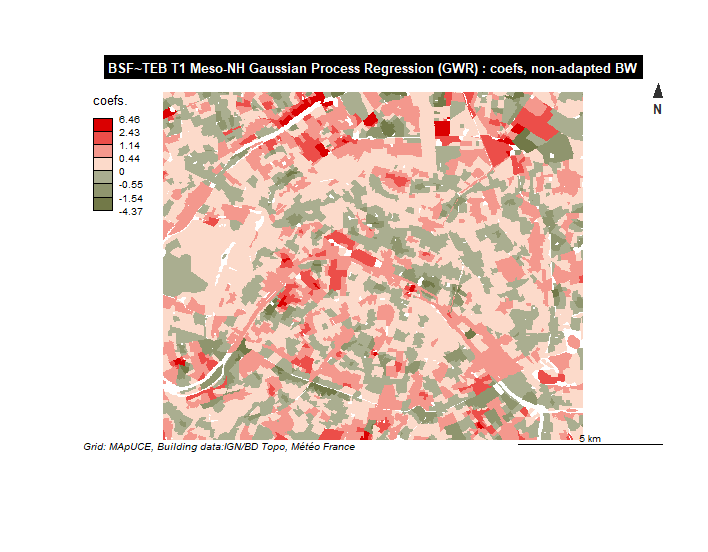 BSF~TEB T1 Meso-NH Gaussian Process Regression (GWR) : coefs, non-adapted BW
coefs.
6.46
2.43
1.14
0.44
0
-0.55
-1.54
-4.37
N
5 km
Grid: MApUCE, Building data:IGN/BD Topo, Météo France